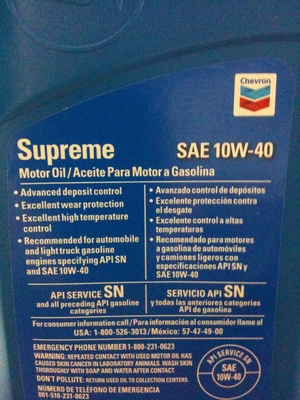 Chevron
Supreme
SAE 10W-40
Motor Oil / Aceite Para Motor a Gasolina
• Advanced deposit control
• Excellent wear protection
• Excellent high temperature
control
• Recommended for automobile
and light truck gasoline
engines specifying API SN
and SAE 10W-40
• Avanzado control de depósitos
• Excelente protección contra
el desgate
• Excelente control a altas
temperaturas
• Recomendado para motores
a gasolina de automóviles
y camiones ligeros con
especificaciones API SN y
SAE 10W-40
API SERVICE SN
and all preceding API gasoline
categories
SERVICIO API SN
y todas las anteriores categorías
API de gasolina
For consumer information call / Para información del consumidor llame al
USA: 1-800-526-3013 / Mexico: 57-47-49-00
EMERGENCY PHONE NUMBER 1-800-231-0623
WARNING: REPEATED CONTACT WITH USED MOTOR OIL HAS
CAUSED SKIN CANCER IN LABORATORY ANIMALS. WASH SKIN
THOROUGHLY WITH SOAP AND WATER AFTER CONTACT
DON'T POLLUTE: RETURN USED OIL TO COLLECTION CENTERS
NÚMERO DE TELÉFONO DE EMERGENCIA
001-510-231-0623
API SERVICE SN
SAE
10W-40